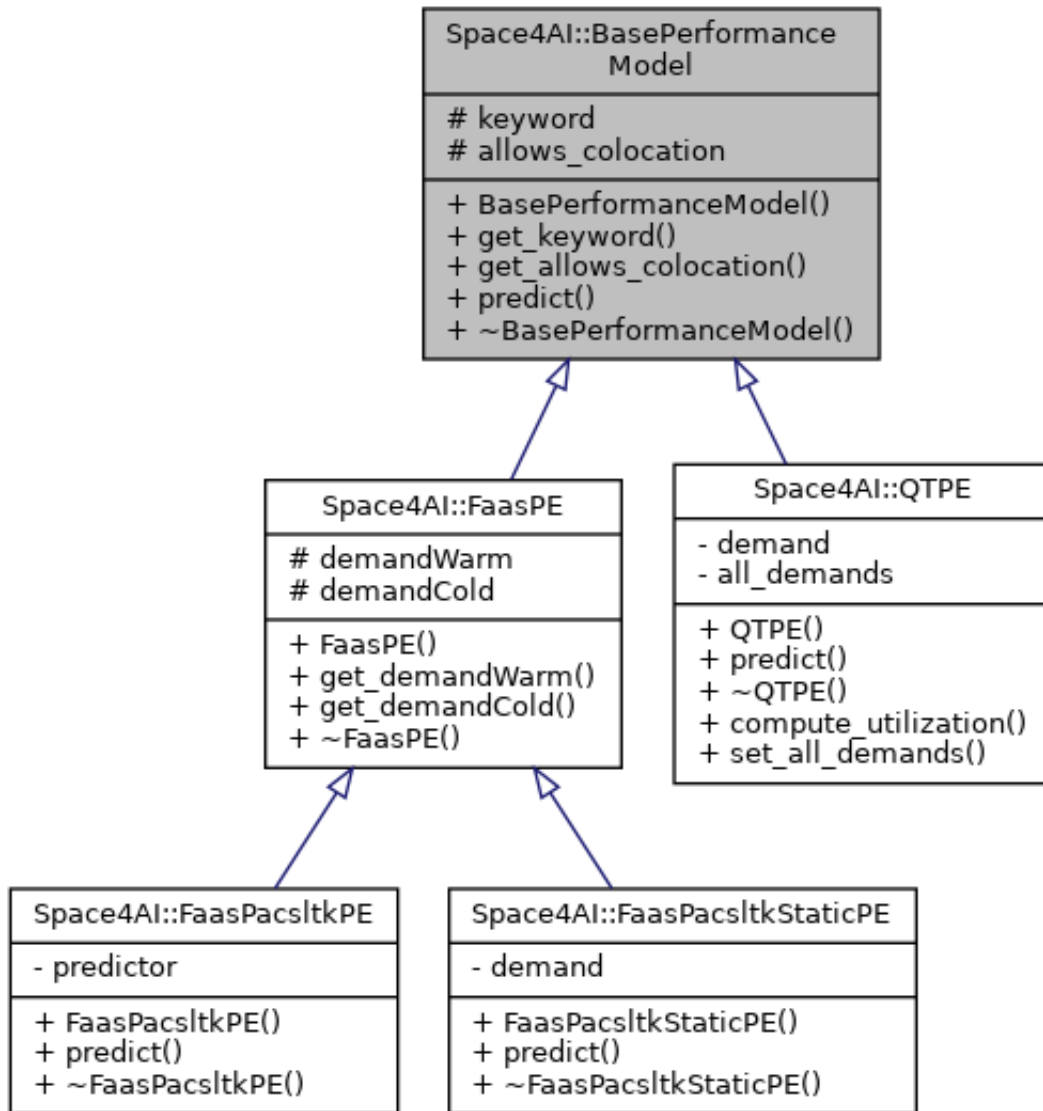 Space4AI::BasePerformance
Model
# keyword
# allows_colocation
+ BasePerformanceModel()
+ get_keyword()
+ get_allows_colocation()
+ predict()
+ ~BasePerformanceModel()
Space4AI::FaasPE
# demandWarm
# demandCold
+ FaasPE()
+ get_demandWarm()
+ get_demandCold()
+ ~FaasPE()
Space4AI::QTPE
- demand
- all_demands
+ QTPE()
+ predict()
+ ~QTPE()
+ compute_utilization()
+ set_all_demands()
Space4AI::FaasPacsltkPE
- predictor
+ FaasPacsltkPE()
+ predict()
+ ~FaasPacsltkPE()
Space4AI::FaasPacsltkStaticPE
- demand
+ FaasPacsltkStaticPE()
+ predict()
+ ~FaasPacsltkStaticPE()